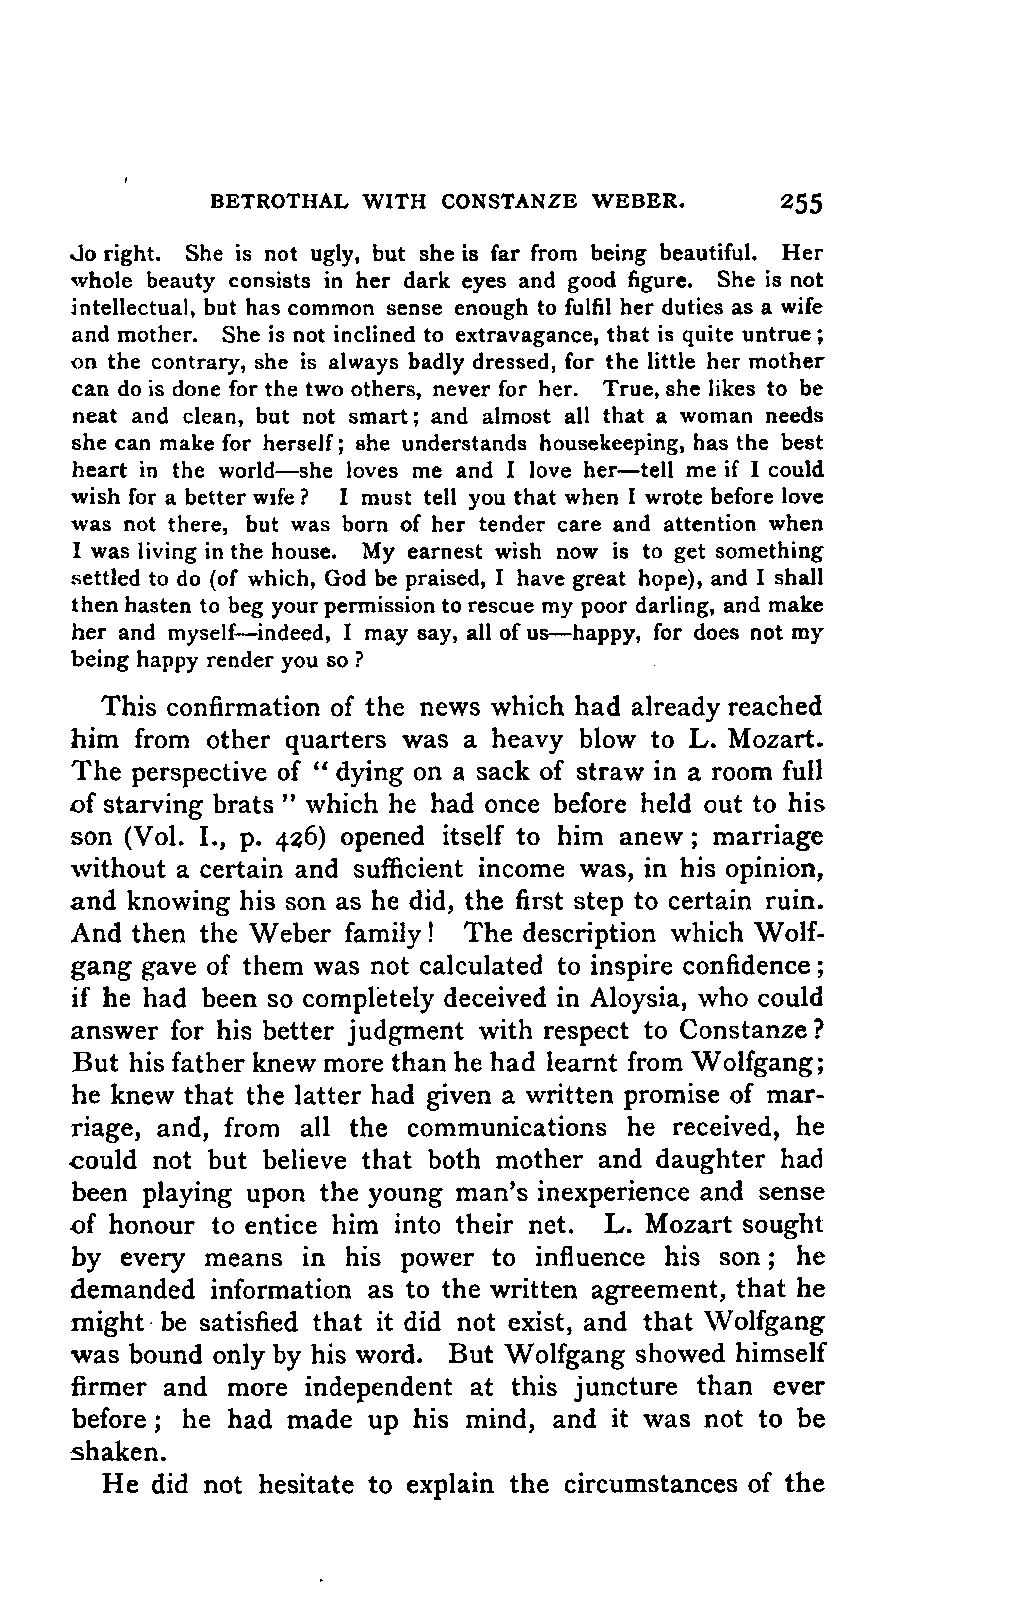 BETROTHAL WITH CONSTANZE WEBER. 255
do right. She is not ugly, but she is far from being beautiful. Her
whole beauty consists in her dark eyes and good figure. She is not
intellectual, but has common sense enough to fulfil her duties as a wife
and mother. She is not inclined to extravagance, that is quite untrue;
on the contrary, she is always badly dressed, for the little her mother
can do is done for the two others, never for her. True, she likes to be
neat and clean, but not smart; and almost all that a woman needs
she can make for herself; she understands housekeeping, has the best
heart in the world—she loves me and I love her—tell me if I could
wish for a better wife? I must tell you that when I wrote before love
was not there, but was born of her tender care and attention when
I was living in the house. My earnest wish now is to get something
settled to do (of which, God be praised, I have great hope), and I shall
then hasten to beg your permission to rescue my poor darling, and make
her and myself—indeed, I may say, all of us—happy, for does not my
being happy render you so?
This confirmation of the news which had already reached
him from other quarters was a heavy blow to L. Mozart.
The perspective of "dying on a sack of straw in a room full
of starving brats" which he had once before held out to his
son (Vol. I., p. 426) opened itself to him anew; marriage
without a certain and sufficient income was, in his opinion,
and knowing his son as he did, the first step to certain ruin.
And then the Weber family! The description which Wolf-
gang gave of them was not calculated to inspire confidence;
if he had been so completely deceived in Aloysia, who could
answer for his better judgment with respect to Constanze?
But his father knew more than he had learnt from Wolfgang;
he knew that the latter had given a written promise of mar-
riage, and, from all the communications he received, he
could not but believe that both mother and daughter had
been playing upon the young man's inexperience and sense
of honour to entice him into their net. L. Mozart sought
by every means in his power to influence his son; he
demanded information as to the written agreement, that he
might be satisfied that it did not exist, and that Wolfgang
was bound only by his word. But Wolfgang showed himself
firmer and more independent at this juncture than ever
before; he had made up his mind, and it was not to be
shaken.
He did not hesitate to explain the circumstances of the